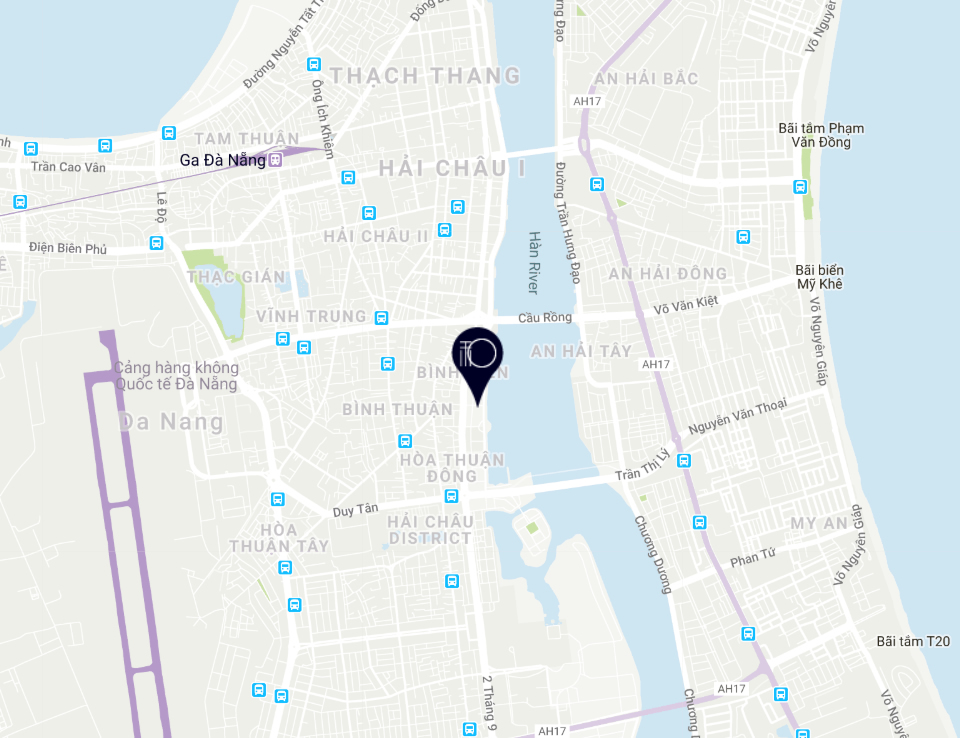 Đường Nguyễn Tất T
Đống Đ
ưng Đạo
Võ Nguyên
THẠCH THANG
AN HẢI BẮC
AH17
Ông Ích Khiêm
TAM THUẬN
Bãi tắm Phạm
Văn Đồng
nh
Trần Cao Vân
Ga Đà Nẵng
HẢI CHÂU I
Đường Trần Hưng Đạo
Lê Độ
HẢI CHÂU II
Điện Biên Phủ
Hàn River
Ê
THẠC GIÁN
AN HẢI ĐÔNG
Bãi biển
Mỹ Khê
VĨNH TRUNG
Cầu Rồng
Võ Văn Kiệt
Võ Nguyên Giáp
AN HẢI TÂY
AH17
Cảng hàng không
Quốc tế Đà Nẵng
BÌNH
ÊN
Da Nang
BÌNH THUẬN
Nguyễn Văn Thoại
HÒA THUẬN
ĐÔNG
Trần Thị Lý
Duy Tân
HẢI CHÂU
DISTRICT
HÒA
THUẬN TÂY
MY AN
Chương Dương
Phan Tứ
Võ Nguyên Giáp
Bãi tắm T20
2 Tháng 9
AH17
Chương D
Võ Nguyên
AH17